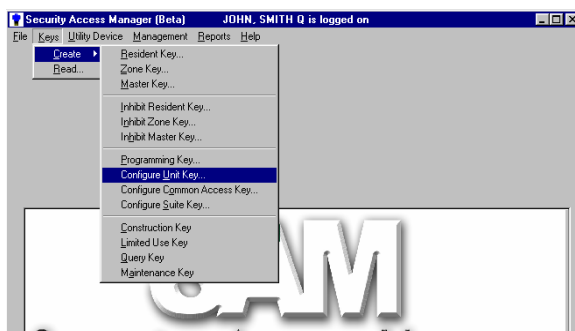 Security Access Manager (Beta) JOHN, SMITH Q is logged on
File Keys Utility Device Management Reports Help
Create
Read...
Resident Key...
Zone Key...
Master Key...
Inhibit Resident Key...
Inhibit Zone Key...
Inhibit Master Key...
Programming Key...
Configure Unit Key...
Configure Common Access Key...
Configure Suite Key...
Construction Key
Limited Use Key
Query Key
Maintenance Key
SAM